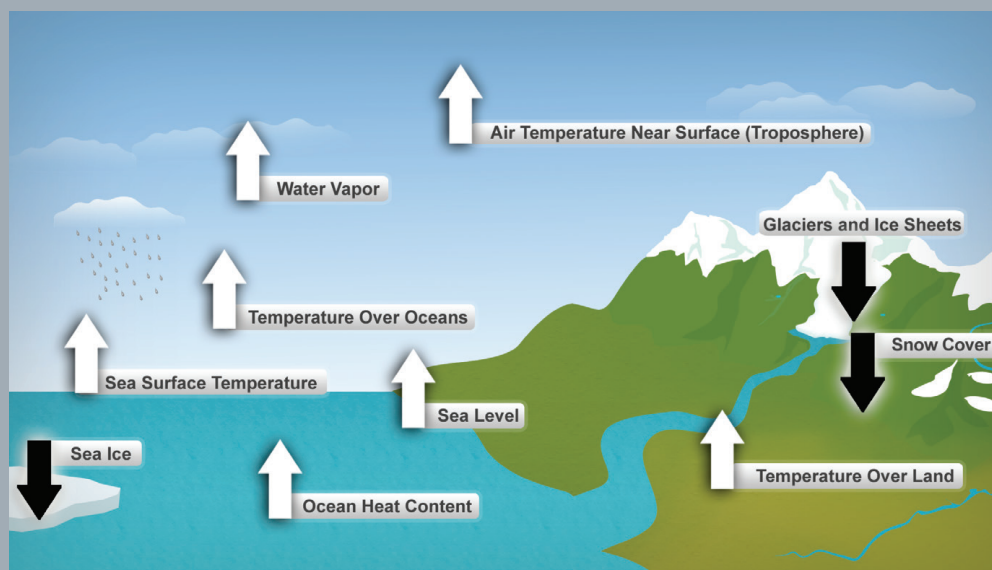 Air Temperature Near Surface (Troposphere)
Water Vapor
Glaciers and Ice Sheets
Temperature Over Oceans
Snow Cover
Sea Surface Temperature
Sea Level
Sea Ice
Temperature Over Land
Ocean Heat Content